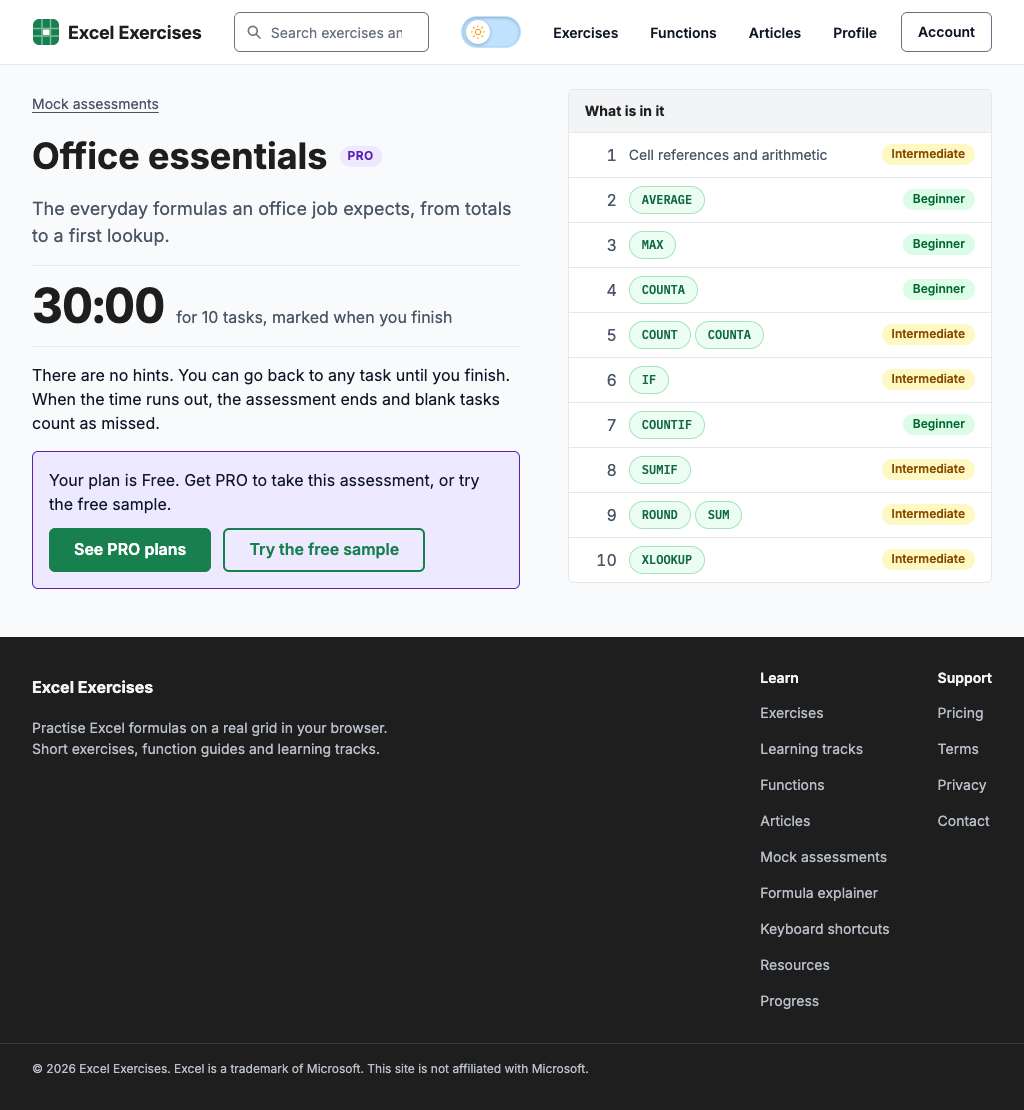 Excel Exercises
Search exercises an
Exercises
Functions
Articles
Profile
Account
Mock assessments
Office essentials PRO
The everyday formulas an office job expects, from totals
to a first lookup.
30:00 for 10 tasks, marked when you finish
There are no hints. You can go back to any task until you finish.
When the time runs out, the assessment ends and blank tasks
count as missed.
Your plan is Free. Get PRO to take this assessment, or try
the free sample.
See PRO plans
Try the free sample
What is in it
1 Cell references and arithmetic Intermediate
2 AVERAGE Beginner
3 MAX Beginner
4 COUNTA Beginner
5 COUNT COUNTA Intermediate
6 IF Intermediate
7 COUNTIF Beginner
8 SUMIF Intermediate
9 ROUND SUM Intermediate
10 XLOOKUP Intermediate
Excel Exercises
Practise Excel formulas on a real grid in your browser.
Short exercises, function guides and learning tracks.
Learn
Exercises
Learning tracks
Functions
Articles
Mock assessments
Formula explainer
Keyboard shortcuts
Resources
Progress
Support
Pricing
Terms
Privacy
Contact
© 2026 Excel Exercises. Excel is a trademark of Microsoft. This site is not affiliated with Microsoft.